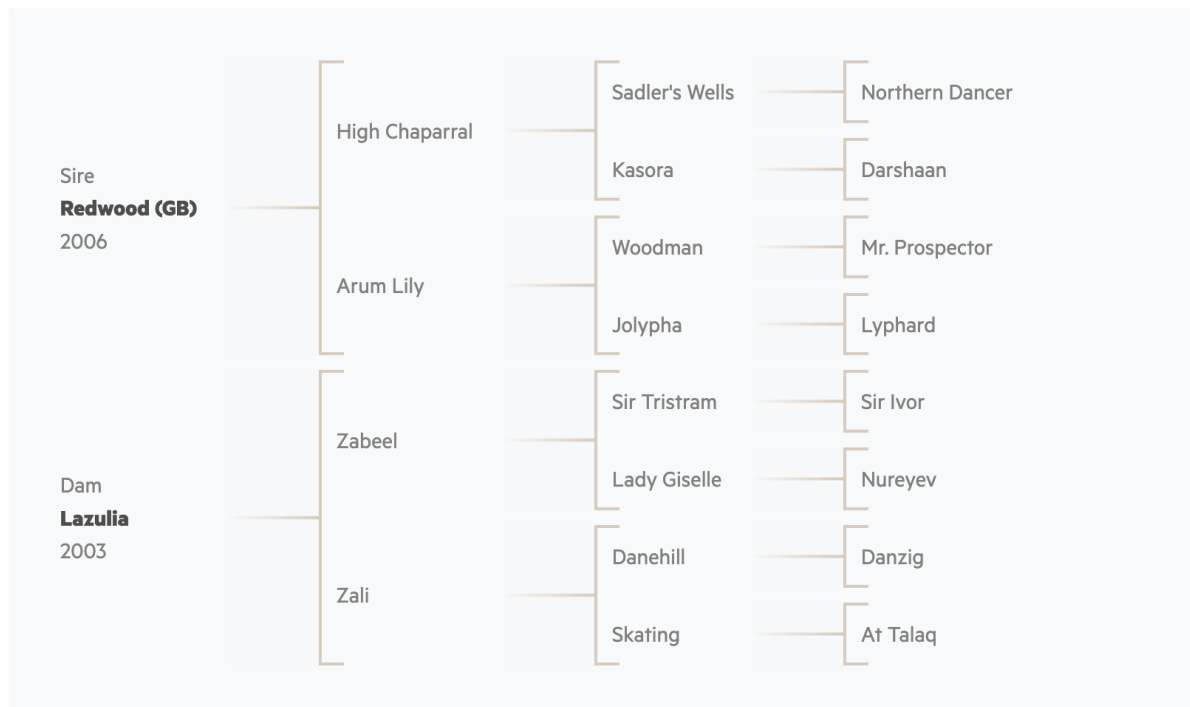 Sire
Redwood (GB)
2006
High Chaparral
Arum Lily
Sadler's Wells
Kasora
Woodman
Jolypha
Northern Dancer
Darshaan
Mr. Prospector
Lyphard
Dam
Lazulia
2003
Zabeel
Zali
Sir Tristram
Lady Giselle
Danehill
Skating
Sir Ivor
Nureyev
Danzig
At Talaq